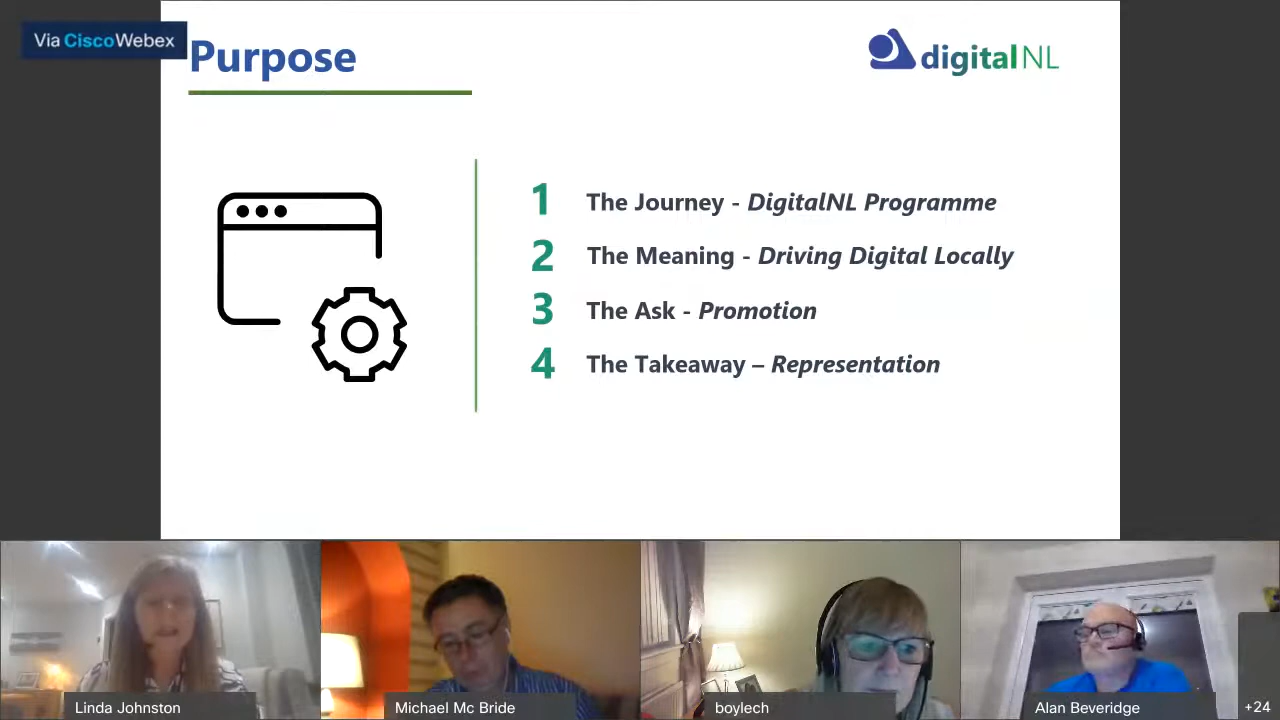 Via CiscoWebex
Purpose
digitalNL
1 The Journey - DigitalNL Programme
2 The Meaning - Driving Digital Locally
3 The Ask - Promotion
4 The Takeaway – Representation
Linda Johnston
Michael Mc Bride
boylech
Alan Beveridge
+24